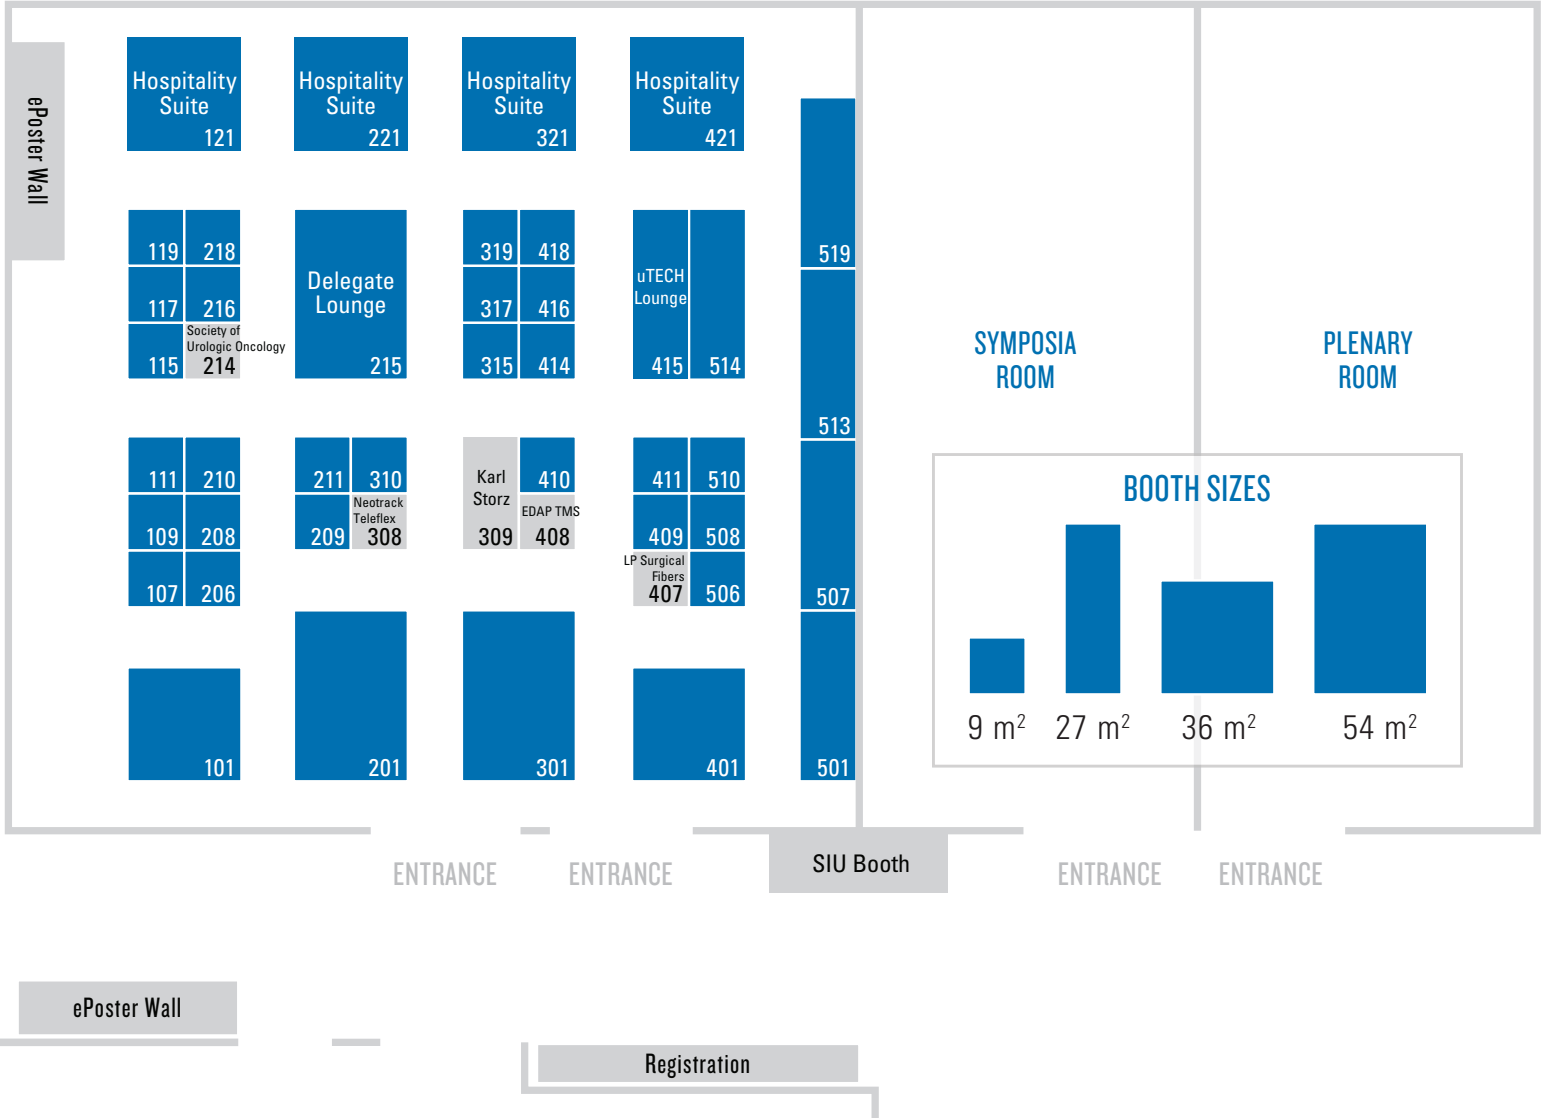 ePoster Wall
Hospitality
Suite
121
Hospitality
Suite
221
Hospitality
Suite
321
Hospitality
Suite
421
119
218
117
216
115
Society of
Urologic Oncology
214
Delegate
Lounge
215
319
418
317
416
315
414
uTECH
Lounge
415
514
519
513
507
501
111
210
109
208
107
206
211
310
209
Neotrack
Teleflex
308
Karl
Storz
309
410
EDAP TMS
408
411
510
409
508
LP Surgical
Fibers
407
506
101
201
301
401
SYMPOSIA
ROOM
PLENARY
ROOM
BOOTH SIZES
9 m²
27 m²
36 m²
54 m²
ENTRANCE
ENTRANCE
SIU Booth
ENTRANCE
ENTRANCE
ePoster Wall
Registration